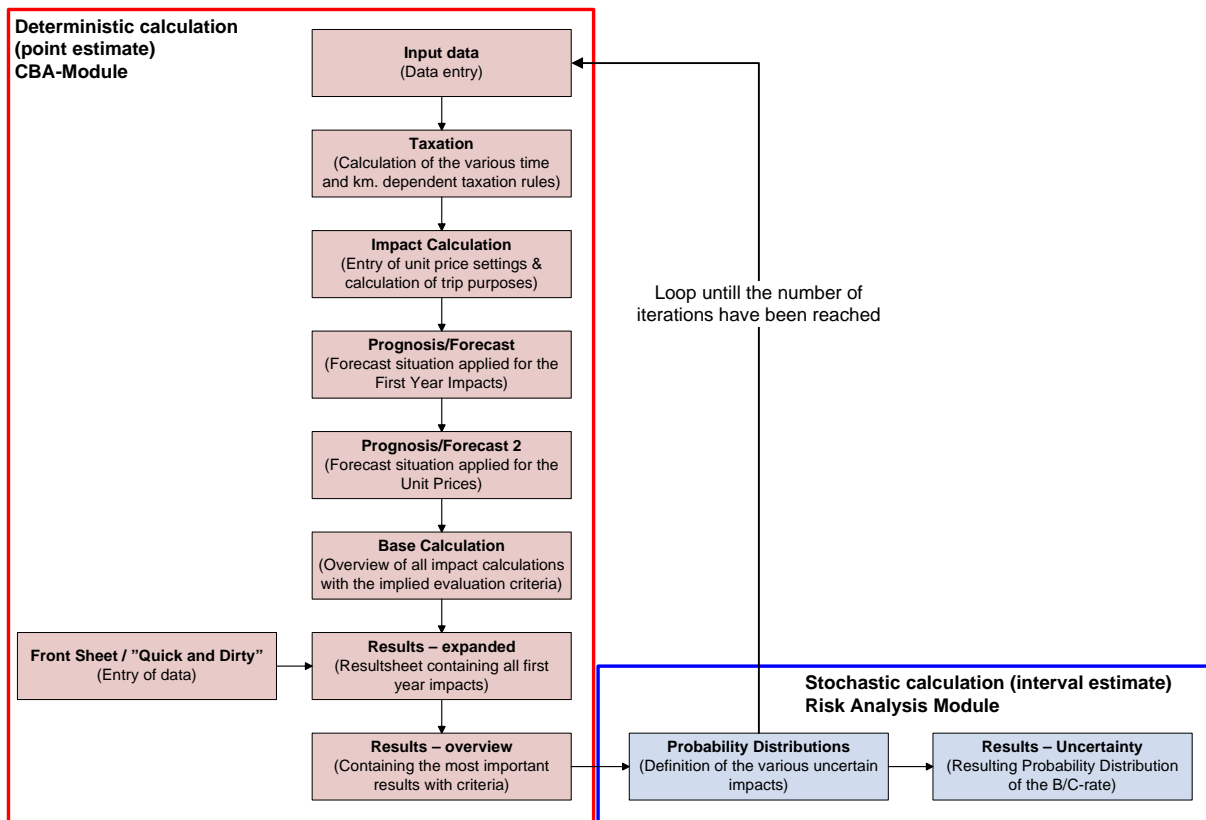 Deterministic calculation
(point estimate)
CBA-Module
Input data
(Data entry)
Taxation
(Calculation of the various time
and km. dependent taxation rules)
Impact Calculation
(Entry of unit price settings &
calculation of trip purposes)
Loop untill the number of
iterations have been reached
Prognosis/Forecast
(Forecast situation applied for the
First Year Impacts)
Prognosis/Forecast 2
(Forecast situation applied for the
Unit Prices)
Base Calculation
(Overview of all impact calculations
with the implied evaluation criteria)
Front Sheet / ”Quick and Dirty”
(Entry of data)
Results – expanded
(Resultsheet containing all first
year impacts)
Stochastic calculation (interval estimate)
Risk Analysis Module
Results – overview
(Containing the most important
results with criteria)
Probability Distributions
(Definition of the various uncertain
impacts)
Results – Uncertainty
(Resulting Probability Distribution
of the B/C-rate)